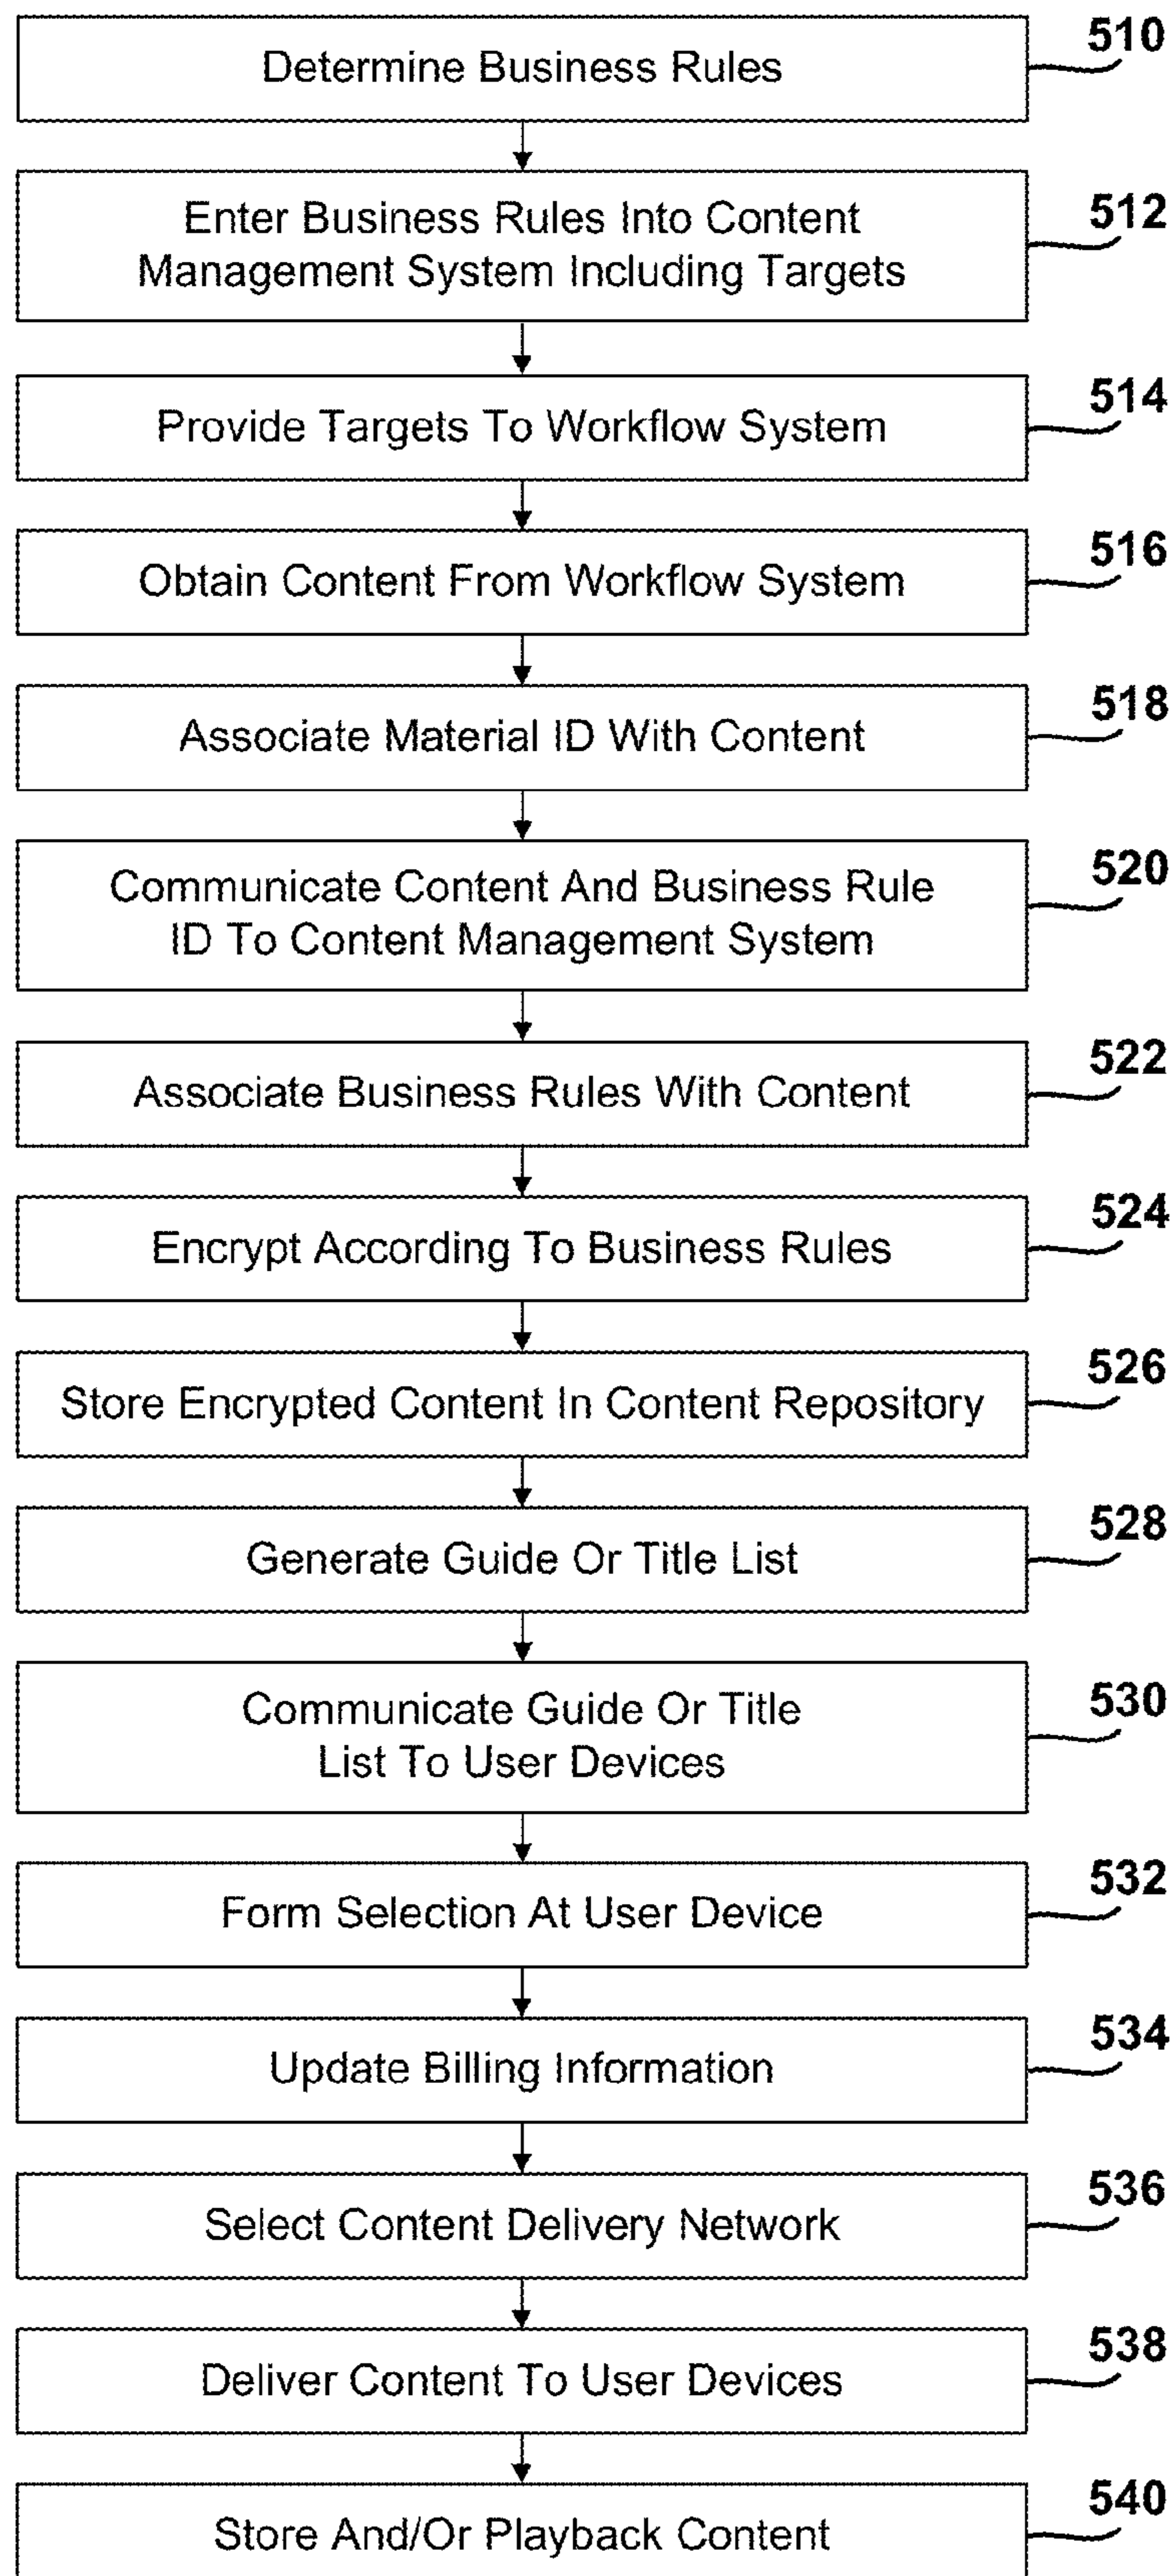 510
Determine Business Rules
512
Enter Business Rules Into Content
Management System Including Targets
514
Provide Targets To Workflow System
516
Obtain Content From Workflow System
518
Associate Material ID With Content
520
Communicate Content And Business Rule
ID To Content Management System
522
Associate Business Rules With Content
524
Encrypt According To Business Rules
526
Store Encrypted Content In Content Repository
528
Generate Guide Or Title List
530
Communicate Guide Or Title
List To User Devices
532
Form Selection At User Device
534
Update Billing Information
536
Select Content Delivery Network
538
Deliver Content To User Devices
540
Store And/Or Playback Content